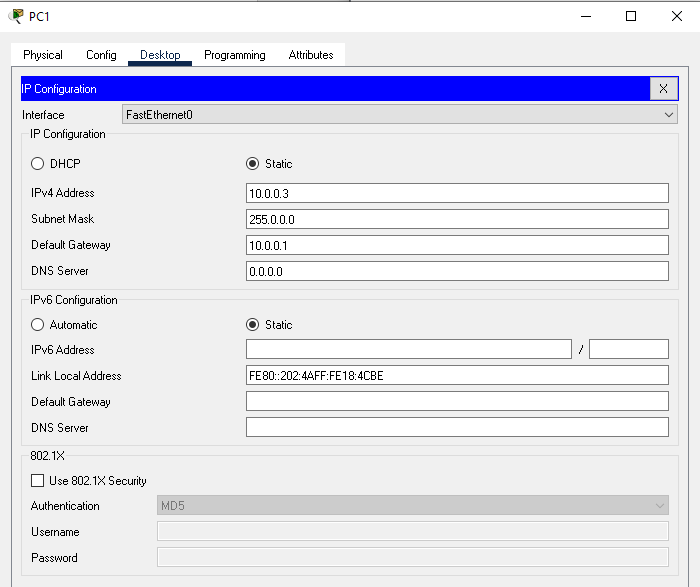 PC1
Physical Config Desktop Programming Attributes
IP Configuration X
Interface FastEthernet0
IP Configuration
DHCP Static
IPv4 Address 10.0.0.3
Subnet Mask 255.0.0.0
Default Gateway 10.0.0.1
DNS Server 0.0.0.0
IPv6 Configuration
Automatic Static
IPv6 Address /
Link Local Address FE80::202:4AFF:FE18:4CBE
Default Gateway
DNS Server
802.1X
Use 802.1X Security
Authentication MD5
Username
Password